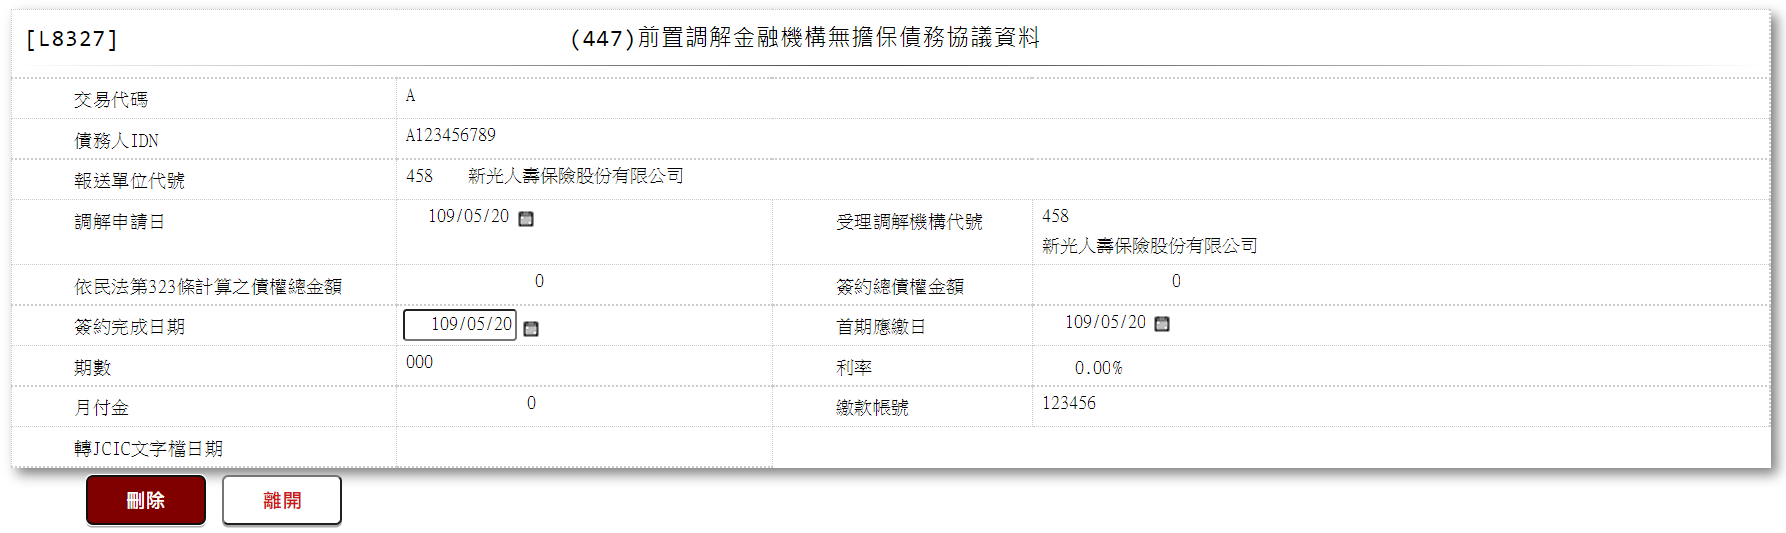 [L8327] (447)前置調解金融機構無擔保債務協議資料
交易代碼 A
債務人IDN A123456789
報送單位代號 458 新光人壽保險股份有限公司
調解申請日 109/05/20 受理調解機構代號 458
新光人壽保險股份有限公司
依民法第323條計算之債權總金額 0 簽約總債權金額 0
簽約完成日期 109/05/20 首期應繳日 109/05/20
期數 000 利率 0.00%
月付金 0 繳款帳號 123456
轉JCIC文字檔日期
刪除 離開